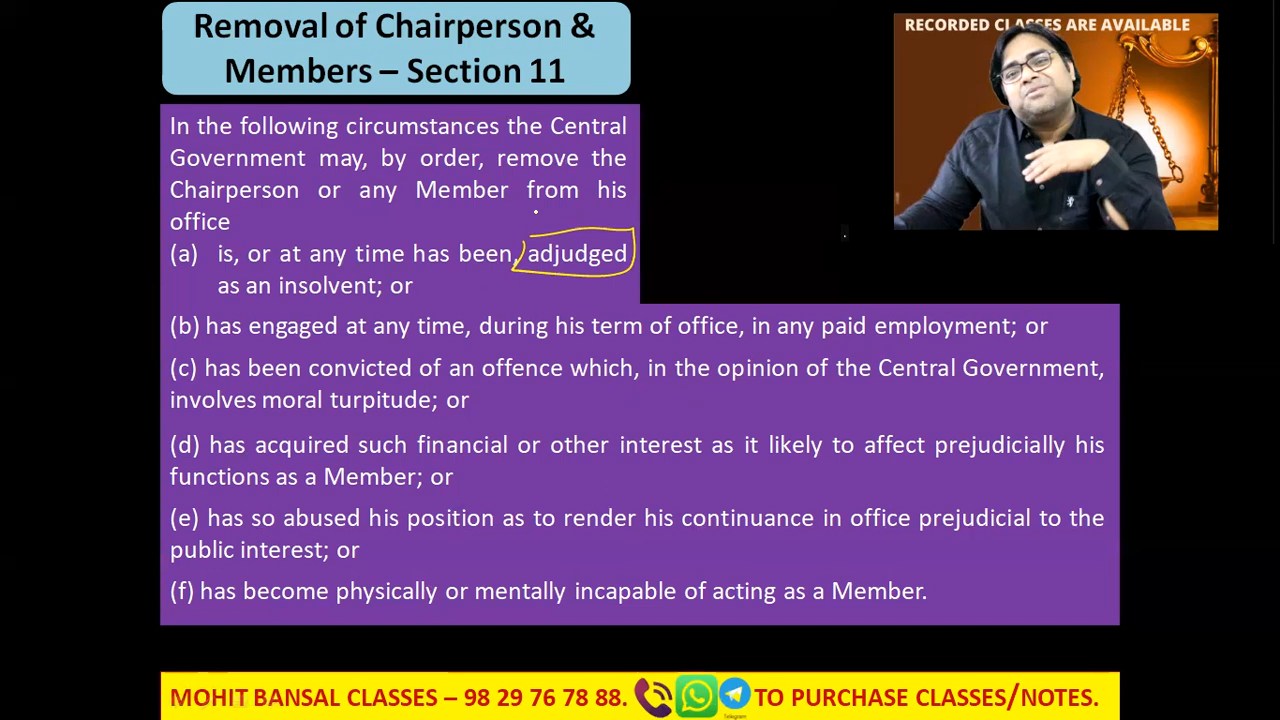 Removal of Chairperson &
Members – Section 11
RECORDED CLASSES ARE AVAILABLE
In the following circumstances the Central
Government may, by order, remove the
Chairperson or any Member from his
office
(a) is, or at any time has been, adjudged
as an insolvent; or
(b) has engaged at any time, during his term of office, in any paid employment; or
(c) has been convicted of an offence which, in the opinion of the Central Government,
involves moral turpitude; or
(d) has acquired such financial or other interest as it likely to affect prejudicially his
functions as a Member; or
(e) has so abused his position as to render his continuance in office prejudicial to the
public interest; or
(f) has become physically or mentally incapable of acting as a Member.
MOHIT BANSAL CLASSES – 98 29 76 78 88. TO PURCHASE CLASSES/NOTES.
Telegram